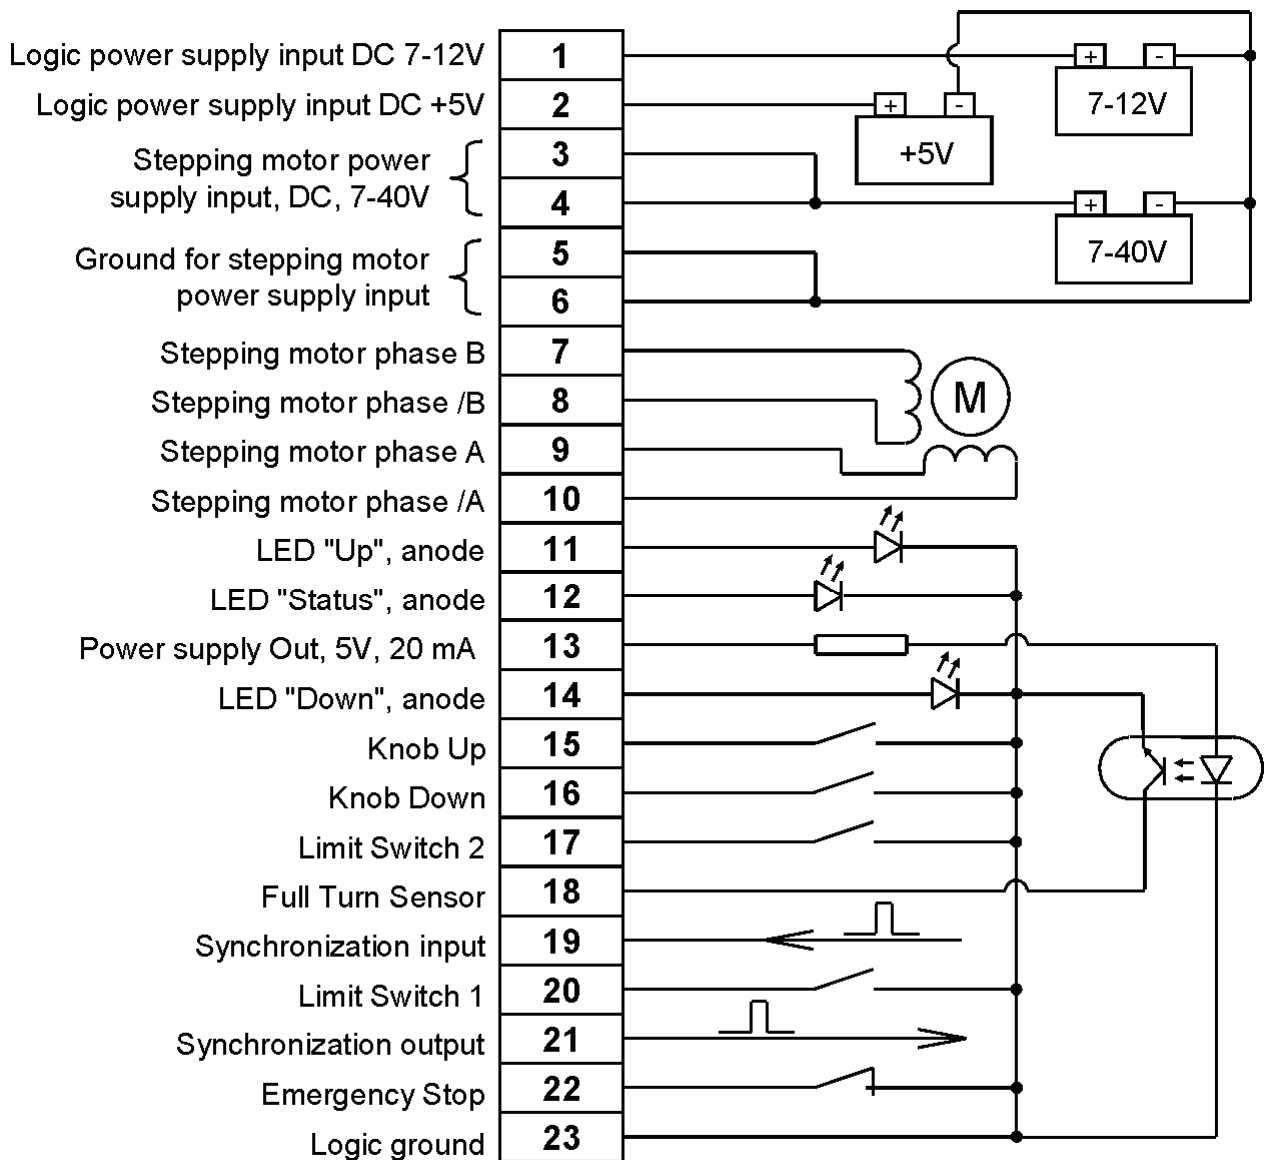 Logic power supply input DC 7-12V 1 + -
7-12V
Logic power supply input DC +5V 2 + -
+5V
Stepping motor power 3
supply input, DC, 7-40V 4 + -
7-40V
Ground for stepping motor 5
power supply input 6
Stepping motor phase B 7
M
Stepping motor phase /B 8
Stepping motor phase A 9
Stepping motor phase /A 10
LED "Up", anode 11
LED "Status", anode 12
Power supply Out, 5V, 20 mA 13
LED "Down", anode 14
Knob Up 15
Knob Down 16
Limit Switch 2 17
Full Turn Sensor 18
Synchronization input 19
Limit Switch 1 20
Synchronization output 21
Emergency Stop 22
Logic ground 23